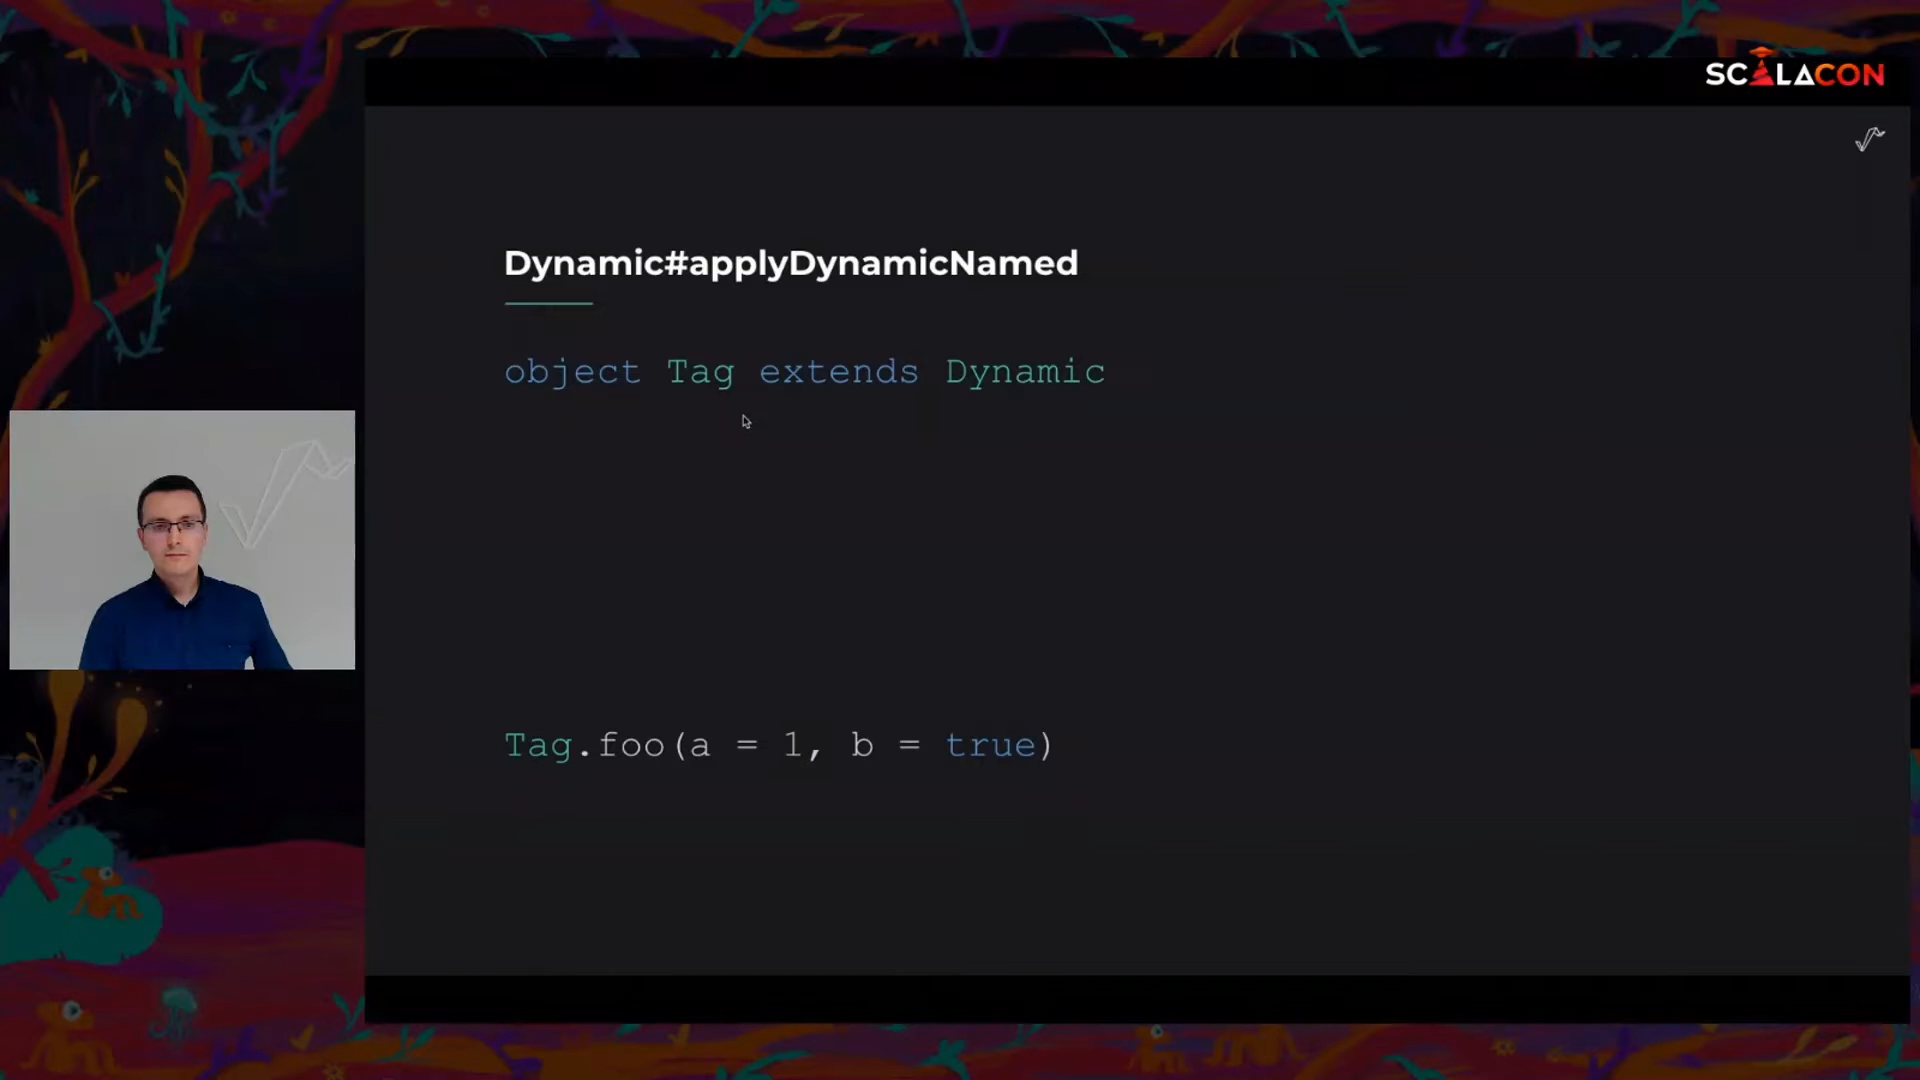 SCALACON
Dynamic#applyDynamicNamed
object Tag extends Dynamic
Tag.foo(a = 1, b = true)